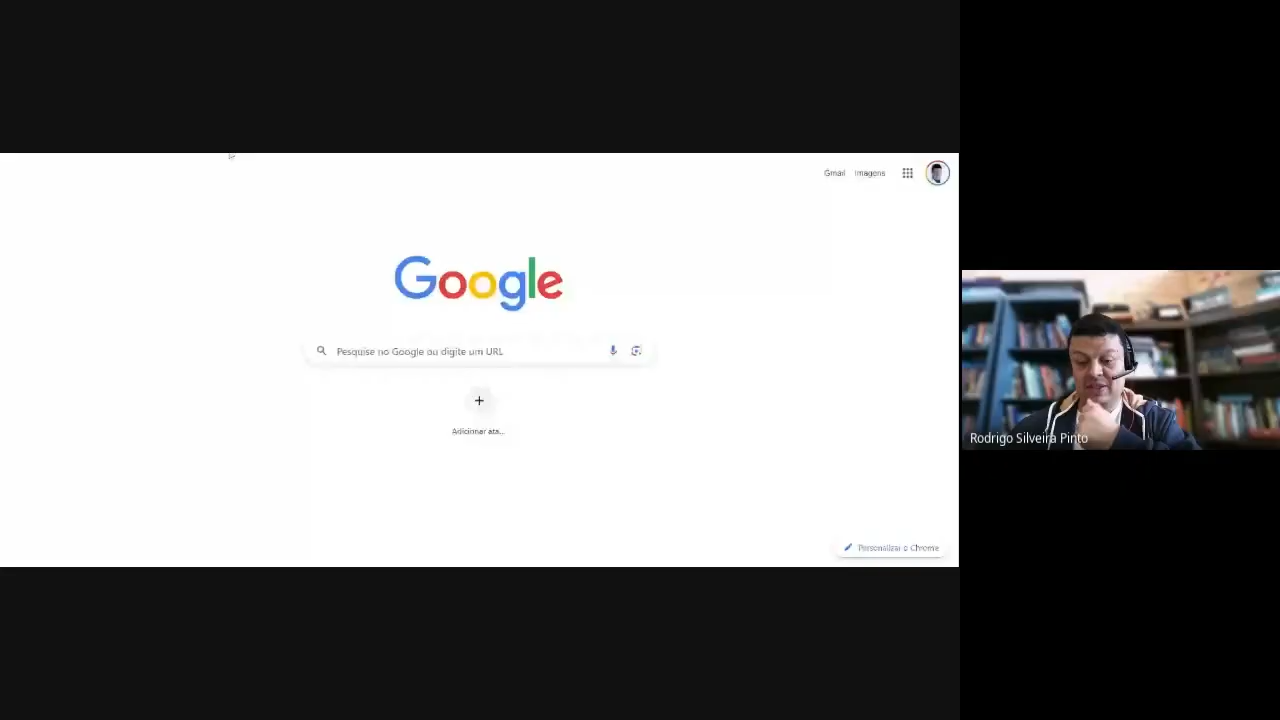 Gmail Imagens
Google
Pesquise no Google ou digite um URL
Adicionar ata...
Personalizar o Chrome
Rodrigo Silveira Pinto